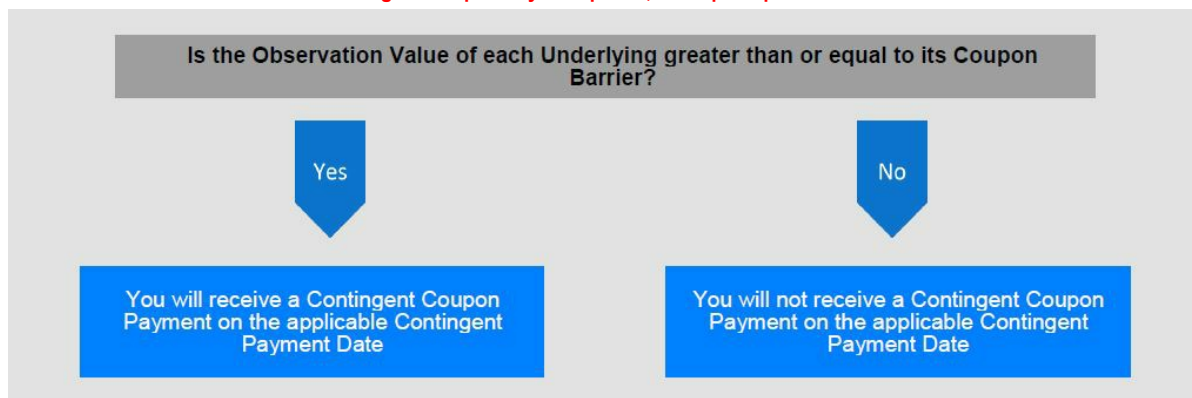 Is the Observation Value of each Underlying greater than or equal to its Coupon
Barrier?
Yes
No
You will receive a Contingent Coupon
Payment on the applicable Contingent
Payment Date
You will not receive a Contingent Coupon
Payment on the applicable Contingent
Payment Date